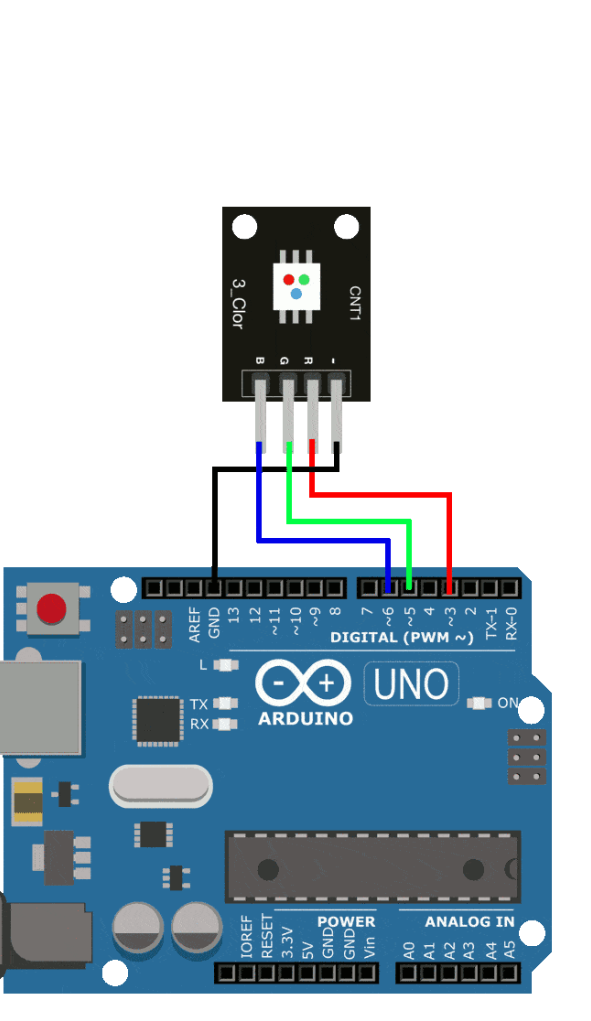 3_Clor
CNT1
B G R -
AREF
GND
13
12
~11
~10
~9
8
7
~6
~5
4
~3
2
TX-1
RX-0
DIGITAL (PWM ~)
L
TX
RX
- +
UNO
ARDUINO
ON
POWER
ANALOG IN
IOREF
RESET
3.3V
5V
GND
GND
Vin
A0
A1
A2
A3
A4
A5